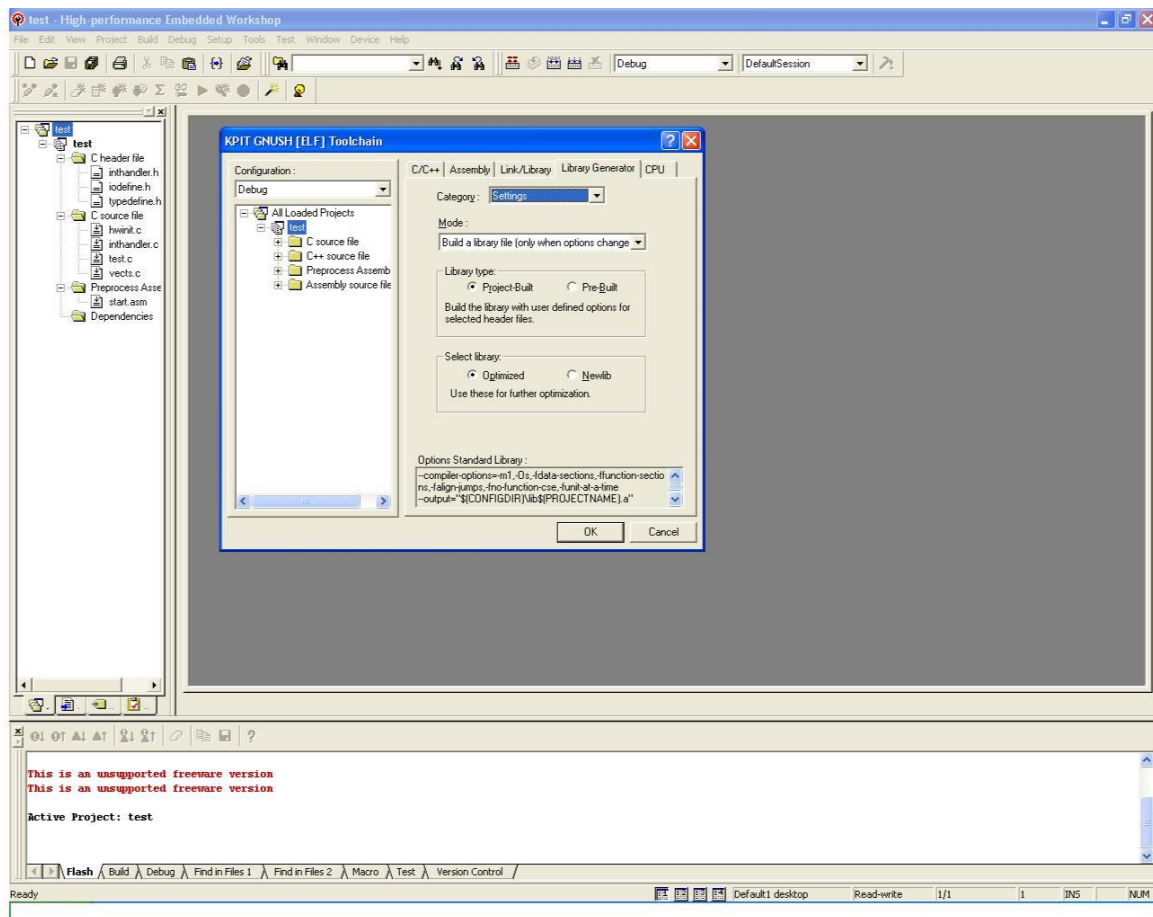 test - High-performance Embedded Workshop
File Edit View Project Build Debug Setup Tools Test Window Device Help
Debug
DefaultSession
test
test
C header file
inthandler.h
iodefine.h
typedefine.h
C source file
hwinit.c
inthandler.c
test.c
vects.c
Preprocess Asse
start.asm
Dependencies
KPIT GNUSH [ELF] Toolchain
Configuration :
Debug
All Loaded Projects
test
C source file
C++ source file
Preprocess Assemb
Assembly source file
C/C++ Assembly Link/Library Library Generator CPU
Category : Settings
Mode :
Build a library file (only when options change
Library type:
Project-Built Pre-Built
Build the library with user defined options for
selected header files.
Select library:
Optimized Newlib
Use these for further optimization.
Options Standard Library :
--compiler-options=-m1,-Os,-fdata-sections,-ffunction-sectio
ns,-falign-jumps,-fno-function-cse,-funit-at-a-time
--output="$(CONFIGDIR)\lib$(PROJECTNAME).a"
OK Cancel
This is an unsupported freeware version
This is an unsupported freeware version
Active Project: test
Flash Build Debug Find in Files 1 Find in Files 2 Macro Test Version Control
Ready Default1 desktop Read-write 1/1 1 INS NUM